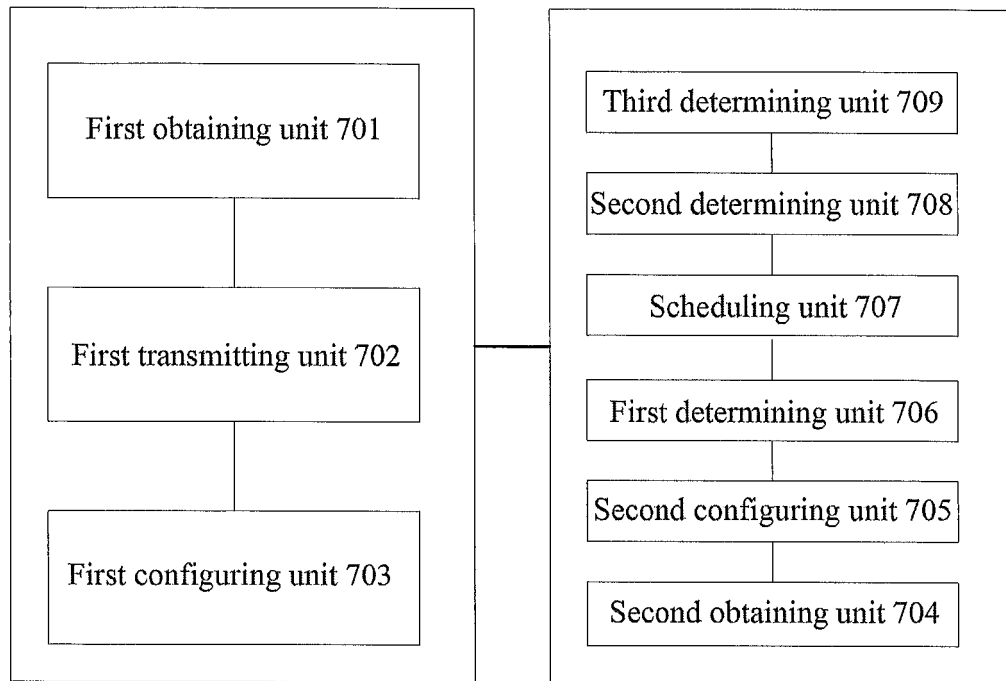 First obtaining unit 701
First transmitting unit 702
First configuring unit 703
Third determining unit 709
Second determining unit 708
Scheduling unit 707
First determining unit 706
Second configuring unit 705
Second obtaining unit 704